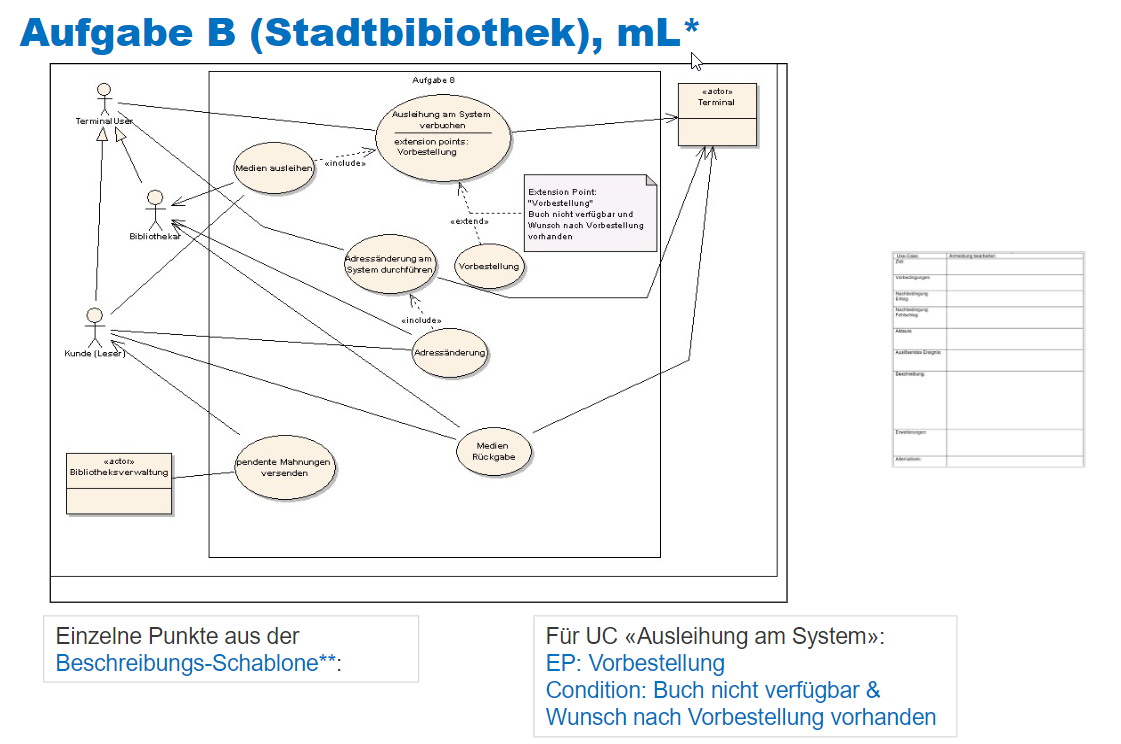 Aufgabe B (Stadtbibiothek), mL*
Aufgabe 8
Terminal User
Ausleihung am System
verbuchen
extension points:
Vorbestellung
«actor»
Terminal
Medien ausleihen
«include»
Extension Point:
"Vorbestellung"
Buch nicht verfügbar und
Wunsch nach Vorbestellung
vorhanden
Bibliothekar
«extend»
Adressänderung am
System durchführen
Vorbestellung
«include»
Kunde (Leser)
Adressänderung
Medien
Rückgabe
«actor»
Bibliotheksverwaltung
pendente Mahnungen
versenden
Use-Case: Anmeldung bearbeiten
Ziel:
Vorbedingungen:
Nachbedingung
Erfolg:
Nachbedingung
Fehlschlag:
Akteure:
Auslösendes Ereignis:
Beschreibung:
Erweiterungen:
Alternativen:
Einzelne Punkte aus der
Beschreibungs-Schablone**:
Für UC «Ausleihung am System»:
EP: Vorbestellung
Condition: Buch nicht verfügbar &
Wunsch nach Vorbestellung vorhanden